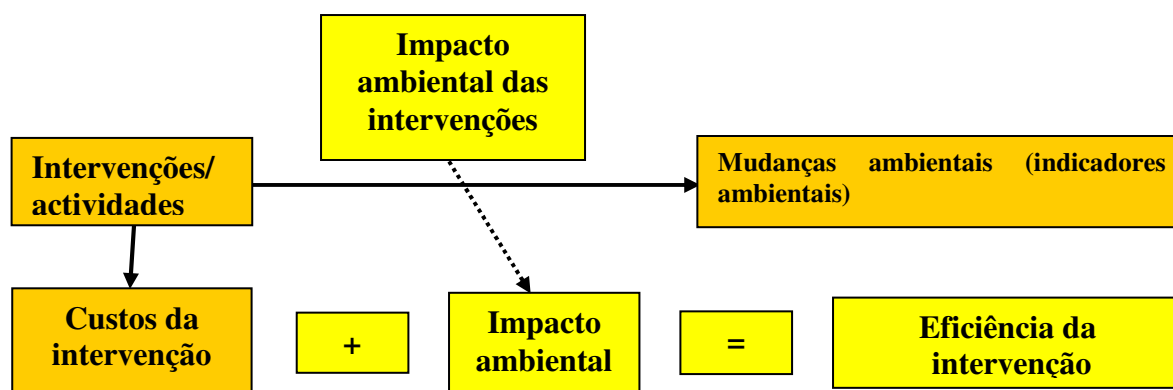 Impacto
ambiental das
intervenções
Intervenções/
actividades
Mudanças ambientais (indicadores
ambientais)
Custos da
intervenção
+
Impacto
ambiental
=
Eficiência da
intervenção